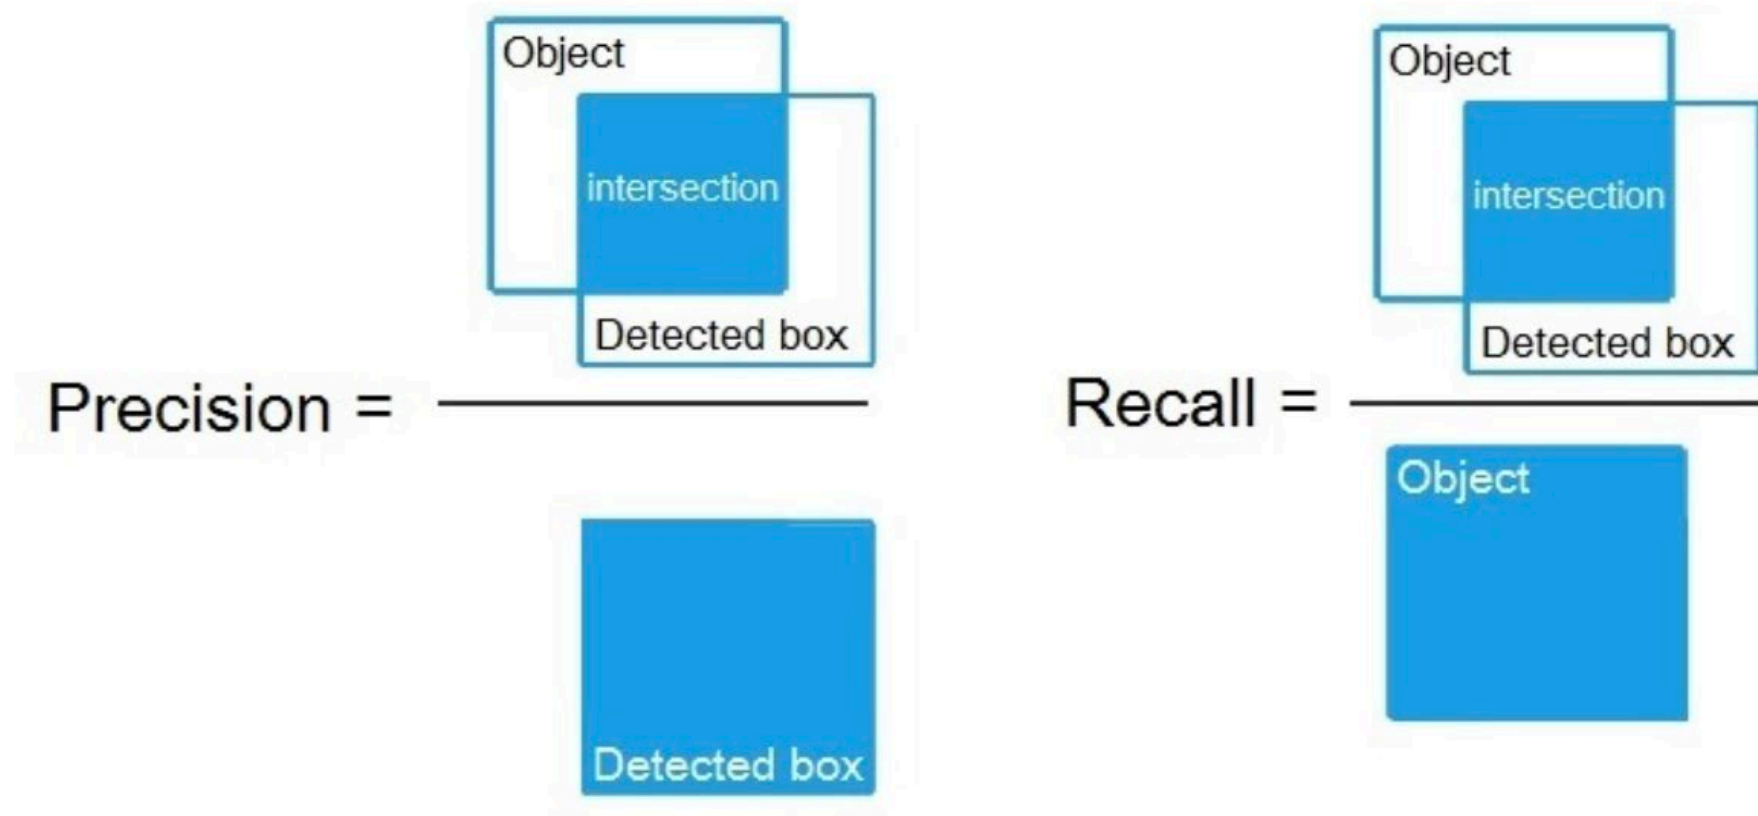 Object
intersection
Detected box
Precision =
Detected box
Object
intersection
Detected box
Recall =
Object